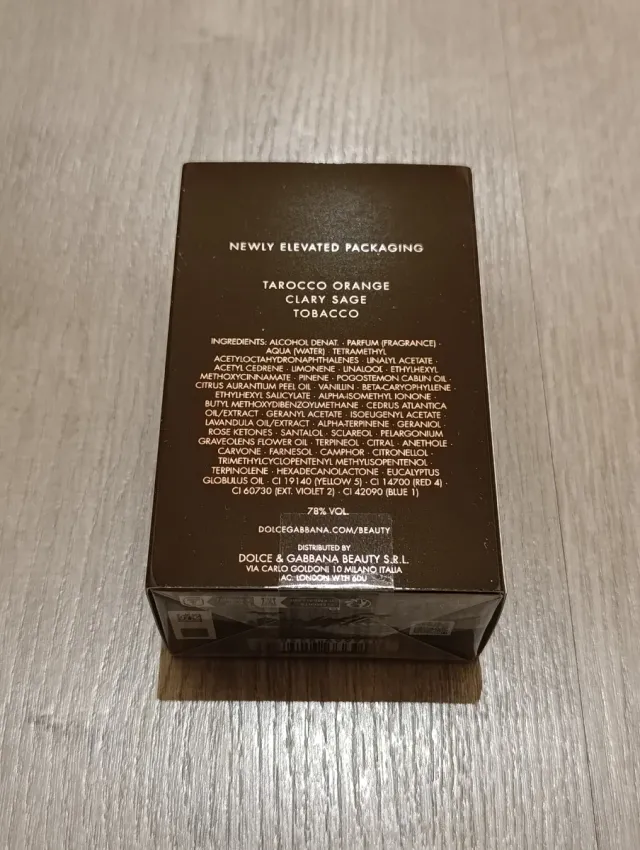 NEWLY ELEVATED PACKAGING
TAROCCO ORANGE
CLARY SAGE
TOBACCO
INGREDIENTS: ALCOHOL DENAT. · PARFUM (FRAGRANCE) ·
AQUA (WATER) · TETRAMETHYL
ACETYLOCTAHYDRONAPHTHALENES · LINALYL ACETATE ·
ACETYL CEDRENE · LIMONENE · LINALOOL · ETHYLHEXYL
METHOXYCINNAMATE · PINENE · POGOSTEMON CABLIN OIL ·
CITRUS AURANTIUM PEEL OIL · VANILLIN · BETA-CARYOPHYLLENE ·
ETHYLHEXYL SALICYLATE · ALPHA-ISOMETHYL IONONE ·
BUTYL METHOXYDIBENZOYLMETHANE · CEDRUS ATLANTICA
OIL/EXTRACT · GERANYL ACETATE · ISOEUGENYL ACETATE ·
LAVANDULA OIL/EXTRACT · ALPHA-TERPINENE · GERANIOL ·
ROSE KETONES · SANTALOL · SCLAREOL · PELARGONIUM
GRAVEOLENS FLOWER OIL · TERPINEOL · CITRAL · ANETHOLE ·
CARVONE · FARNESOL · CAMPHOR · CITRONELLOL ·
TRIMETHYLCYCLOPENTENYL METHYLISOPENTENOL ·
TERPINOLENE · HEXADECANOLACTONE · EUCALYPTUS
GLOBULUS OIL · CI 19140 (YELLOW 5) · CI 14700 (RED 4) ·
CI 60730 (EXT. VIOLET 2) · CI 42090 (BLUE 1)
78% VOL.
DOLCEGABBANA.COM/BEAUTY
DISTRIBUTED BY
DOLCE & GABBANA BEAUTY S.R.L.
VIA CARLO GOLDONI 10 MILANO ITALIA
AC. LONDON W1H 6DU